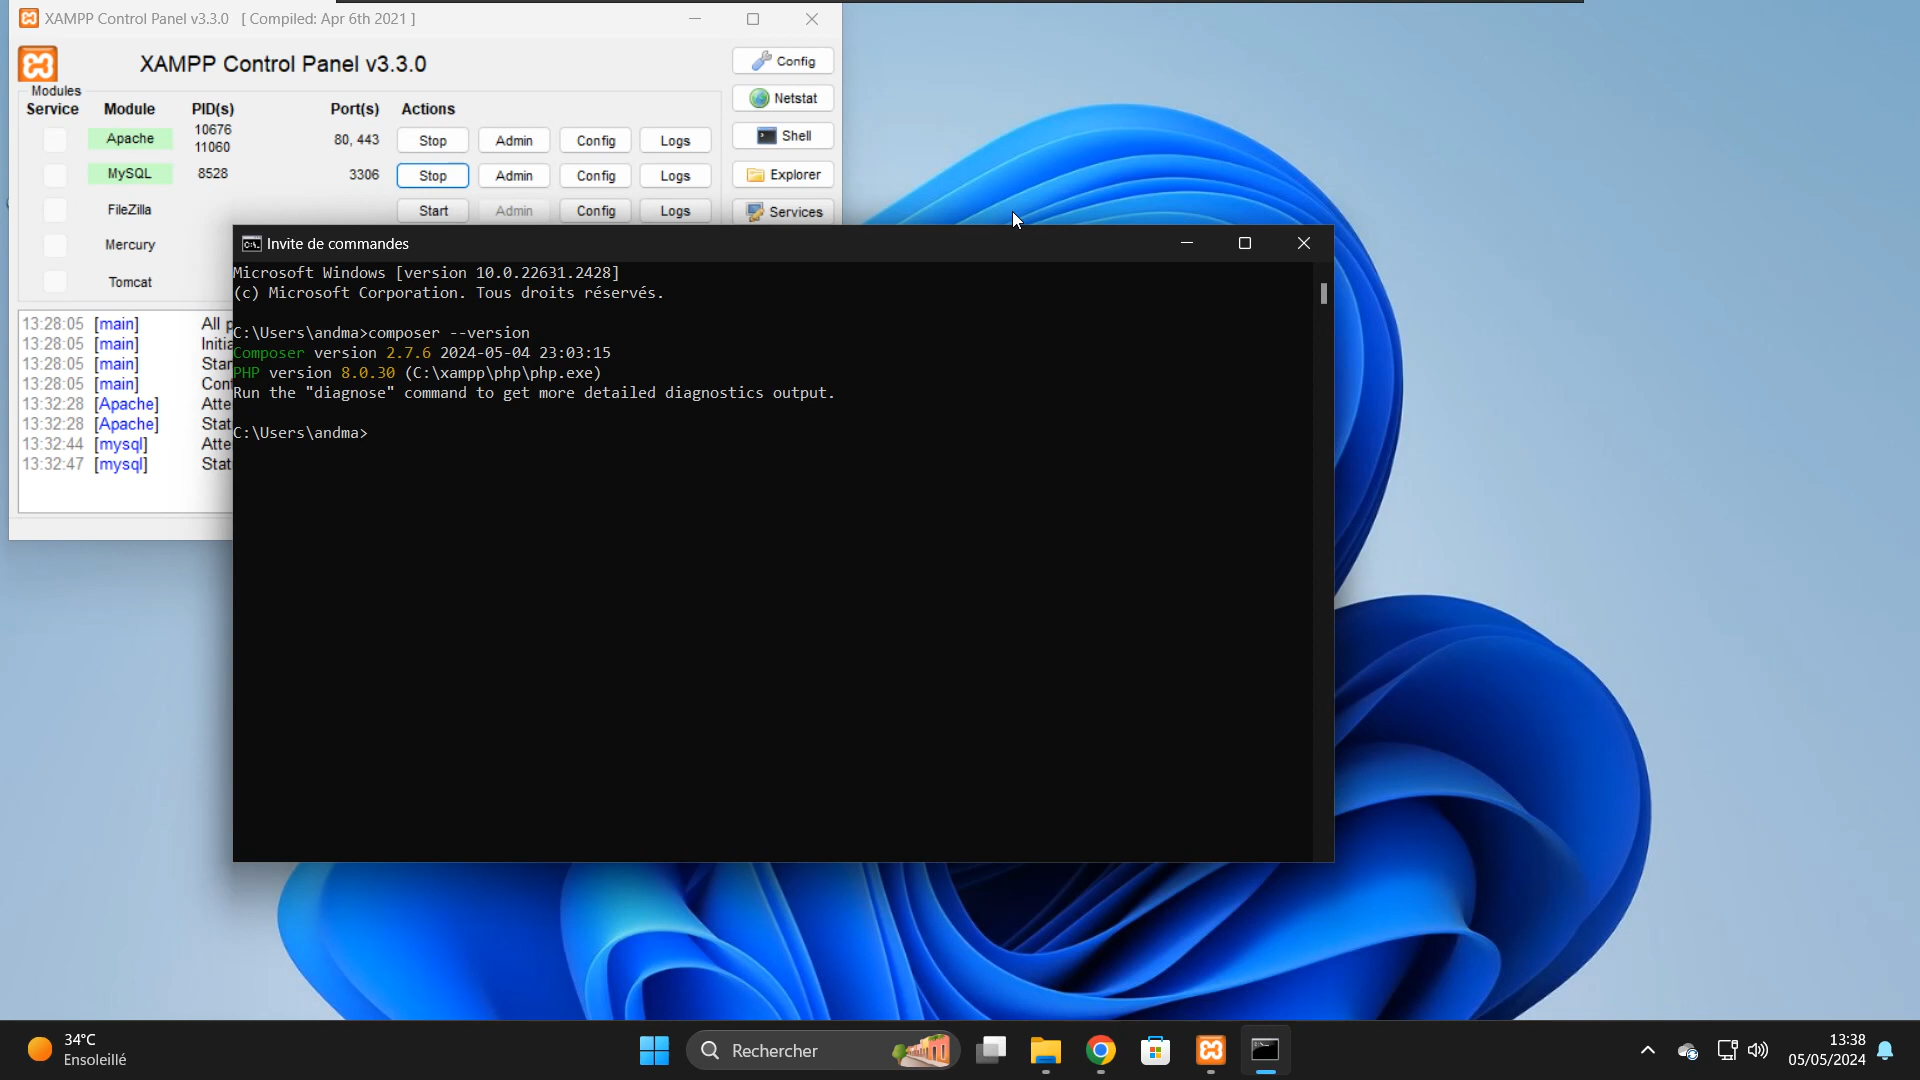 XAMPP Control Panel v3.3.0 [ Compiled: Apr 6th 2021 ]
XAMPP Control Panel v3.3.0
Config
Modules
Service Module PID(s) Port(s) Actions
Netstat
Apache 10676 11060 80, 443 Stop Admin Config Logs
Shell
MySQL 8528 3306 Stop Admin Config Logs
Explorer
FileZilla Start Admin Config Logs
Services
Mercury
Tomcat
13:28:05 [main] All
13:28:05 [main]
13:28:05 [main]
13:28:05 [main]
13:32:28 [Apache]
13:32:28 [Apache]
13:32:44 [mysql]
13:32:47 [mysql]
Invite de commandes
Microsoft Windows [version 10.0.22631.2428]
(c) Microsoft Corporation. Tous droits réservés.
C:\Users\andma>composer --version
Composer version 2.7.6 2024-05-04 23:03:15
PHP version 8.0.30 (C:\xampp\php\php.exe)
Run the "diagnose" command to get more detailed diagnostics output.
C:\Users\andma>
34°C
Ensoleillé
Rechercher
13:38
05/05/2024